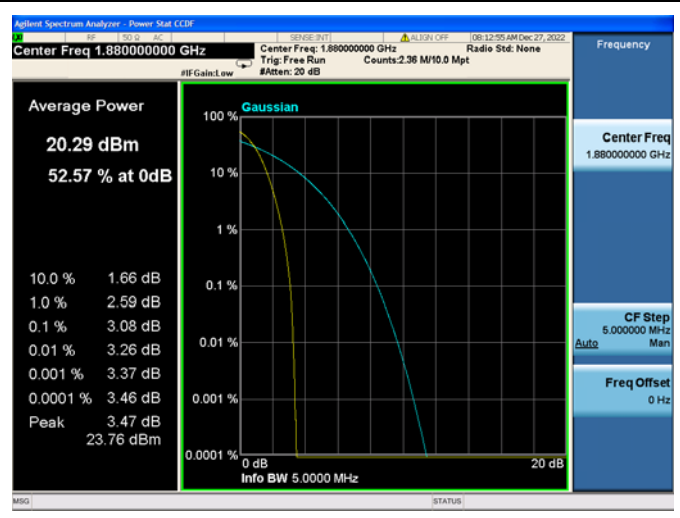 Agilent Spectrum Analyzer - Power Stat CCDF
RF 50 Ω AC SENSE:INT ALIGN OFF 08:12:55 AM Dec 27, 2022
Center Freq 1.880000000 GHz
Center Freq: 1.880000000 GHz Radio Std: None
Trig: Free Run Counts:2.36 M/10.0 Mpt
#IFGain:Low #Atten: 20 dB
Frequency
Average Power
20.29 dBm
52.57 % at 0dB
10.0 % 1.66 dB
1.0 % 2.59 dB
0.1 % 3.08 dB
0.01 % 3.26 dB
0.001 % 3.37 dB
0.0001 % 3.46 dB
Peak 3.47 dB
23.76 dBm
Gaussian
100 %
10 %
1 %
0.1 %
0.01 %
0.001 %
0.0001 %
0 dB 20 dB
Info BW 5.0000 MHz
Center Freq
1.880000000 GHz
CF Step
5.000000 MHz
Auto Man
Freq Offset
0 Hz
MSG STATUS